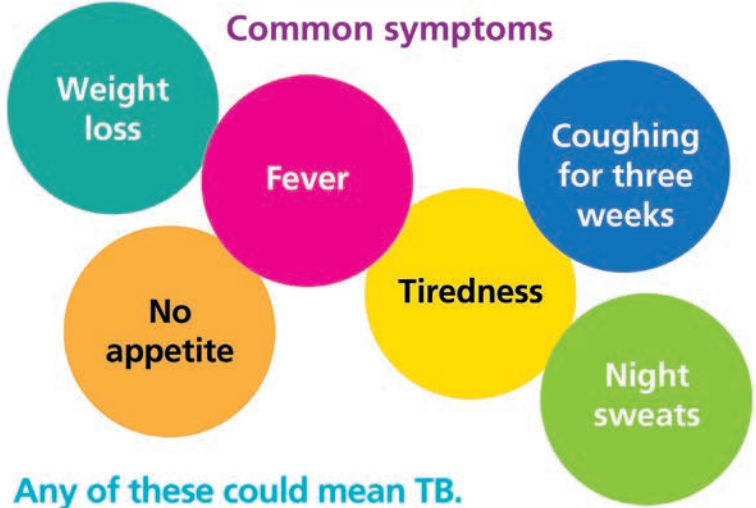 Common symptoms
Weight
loss
Fever
Coughing
for three
weeks
No
appetite
Tiredness
Night
sweats
Any of these could mean TB.